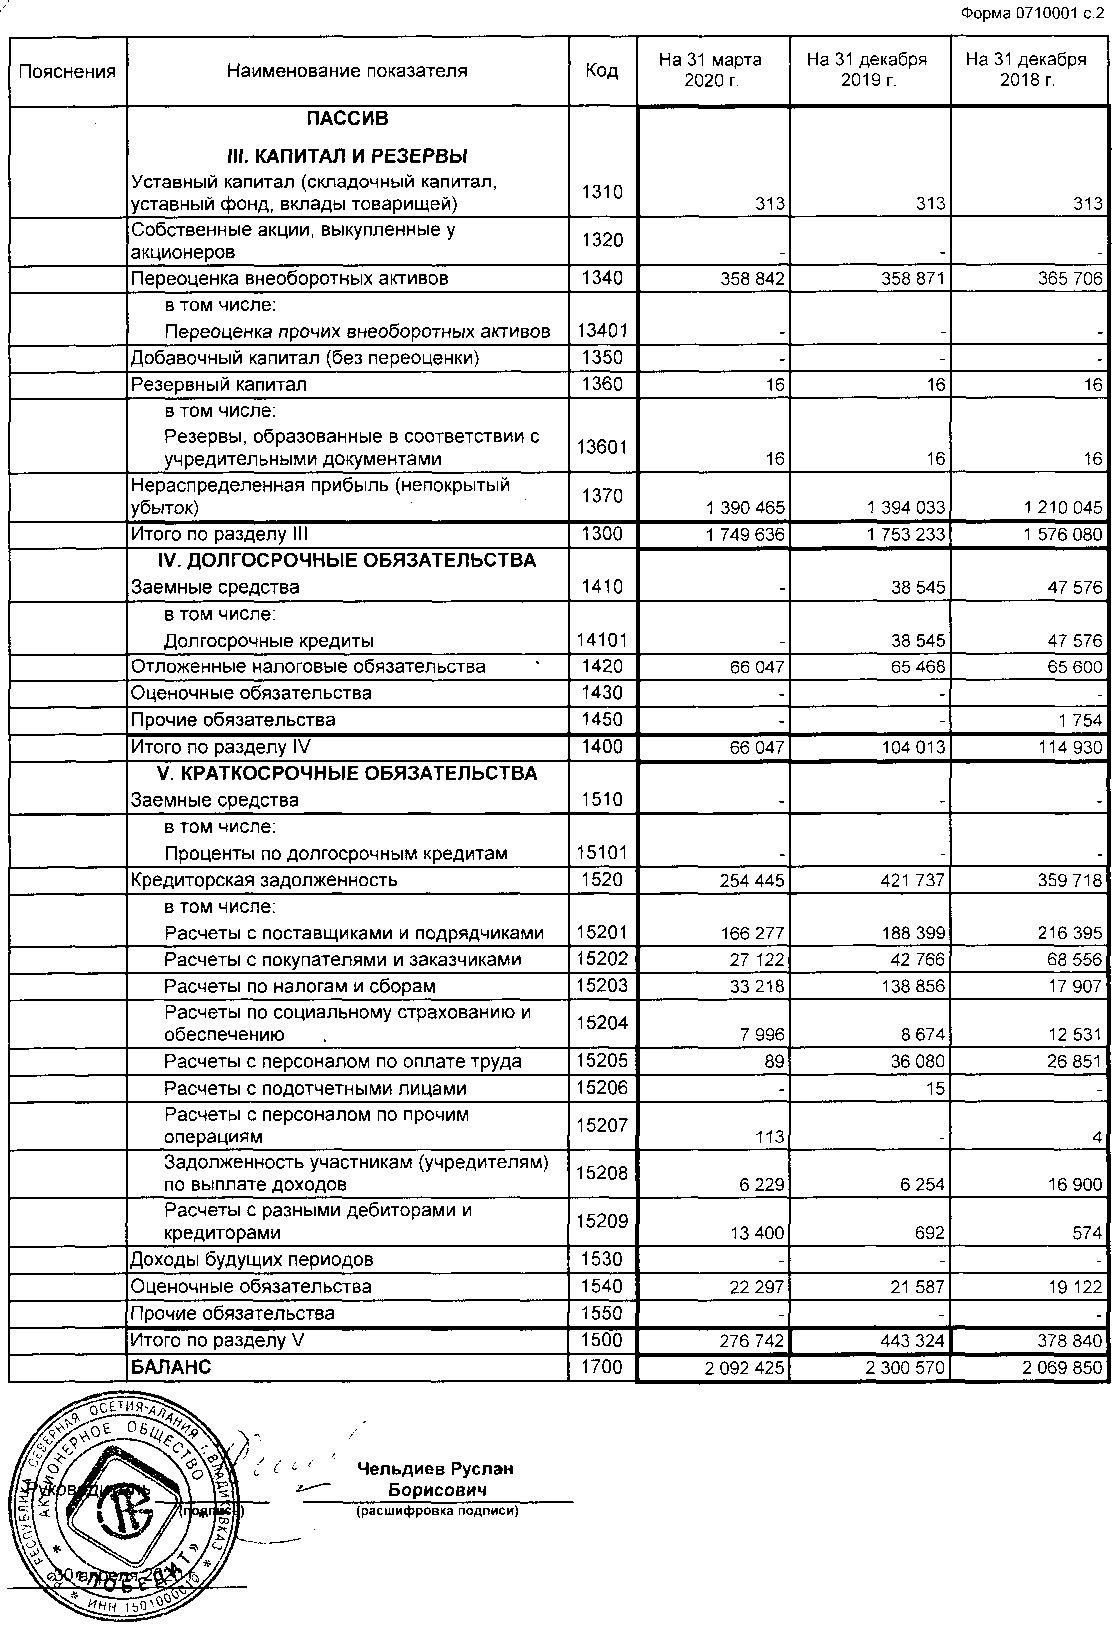 Форма 0710001 с.2
Пояснения Наименование показателя Код На 31 марта 2020 г. На 31 декабря 2019 г. На 31 декабря 2018 г.
ПАССИВ
III. КАПИТАЛ И РЕЗЕРВЫ
Уставный капитал (складочный капитал,
уставный фонд, вклады товарищей) 1310 313 313 313
Собственные акции, выкупленные у
акционеров 1320 - - -
Переоценка внеоборотных активов 1340 358 842 358 871 365 706
в том числе:
Переоценка прочих внеоборотных активов 13401 - - -
Добавочный капитал (без переоценки) 1350 - - -
Резервный капитал 1360 16 16 16
в том числе:
Резервы, образованные в соответствии с
учредительными документами 13601 16 16 16
Нераспределенная прибыль (непокрытый
убыток) 1370 1 390 465 1 394 033 1 210 045
Итого по разделу III 1300 1 749 636 1 753 233 1 576 080
IV. ДОЛГОСРОЧНЫЕ ОБЯЗАТЕЛЬСТВА
Заемные средства 1410 - 38 545 47 576
в том числе:
Долгосрочные кредиты 14101 - 38 545 47 576
Отложенные налоговые обязательства 1420 66 047 65 468 65 600
Оценочные обязательства 1430 - - -
Прочие обязательства 1450 - - 1 754
Итого по разделу IV 1400 66 047 104 013 114 930
V. КРАТКОСРОЧНЫЕ ОБЯЗАТЕЛЬСТВА
Заемные средства 1510 - - -
в том числе:
Проценты по долгосрочным кредитам 15101 - - -
Кредиторская задолженность 1520 254 445 421 737 359 718
в том числе:
Расчеты с поставщиками и подрядчиками 15201 166 277 188 399 216 395
Расчеты с покупателями и заказчиками 15202 27 122 42 766 68 556
Расчеты по налогам и сборам 15203 33 218 138 856 17 907
Расчеты по социальному страхованию и
обеспечению 15204 7 996 8 674 12 531
Расчеты с персоналом по оплате труда 15205 89 36 080 26 851
Расчеты с подотчетными лицами 15206 - 15 -
Расчеты с персоналом по прочим
операциям 15207 113 - 4
Задолженность участникам (учредителям)
по выплате доходов 15208 6 229 6 254 16 900
Расчеты с разными дебиторами и
кредиторами 15209 13 400 692 574
Доходы будущих периодов 1530 - - -
Оценочные обязательства 1540 22 297 21 587 19 122
Прочие обязательства 1550 - - -
Итого по разделу V 1500 276 742 443 324 378 840
БАЛАНС 1700 2 092 425 2 300 570 2 069 850
РЕСПУБЛИКА СЕВЕРНАЯ ОСЕТИЯ-АЛАНИЯ г. ВЛАДИКАВКАЗ
АКЦИОНЕРНОЕ ОБЩЕСТВО
Руководитель
Чельдиев Руслан
Борисович
(подпись) (расшифровка подписи)
30 апреля
«ПОБЕДИТ»
ИНН